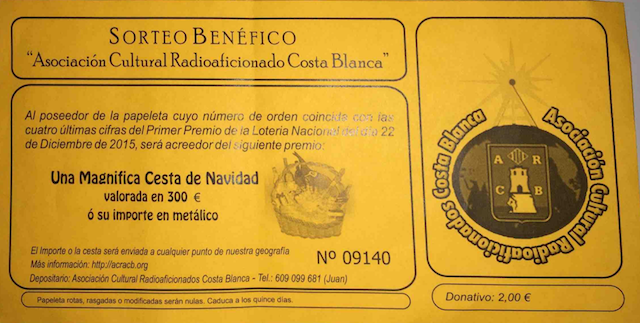 SORTEO BENÉFICO
"Asociación Cultural Radioaficionado Costa Blanca"
Al poseedor de la papeleta cuyo número de orden coincida con las
cuatro últimas cifras del Primer Premio de la Lotería Nacional del día 22
de Diciembre de 2015, será acreedor del siguiente premio:
Una Magnifica Cesta de Navidad
valorada en 300 €
ó su importe en metálico
El Importe o la cesta será enviada a cualquier punto de nuestra geografía
Más información: http://acracb.org
Depositario: Asociación Cultural Radioaficionados Costa Blanca - Tel.: 609 099 681 (Juan)
Nº 09140
Papeleta rotas, rasgadas o modificadas serán nulas. Caduca a los quince días.
Asociación Cultural Radioaficionados Costa Blanca
A R
C B
Donativo: 2,00 €